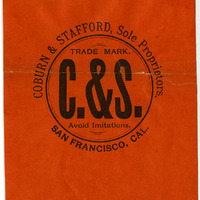 COBURN & STAFFORD, Sole Proprietors,
TRADE MARK.
C.&S.
Avoid Imitations.
SAN FRANCISCO, CAL.